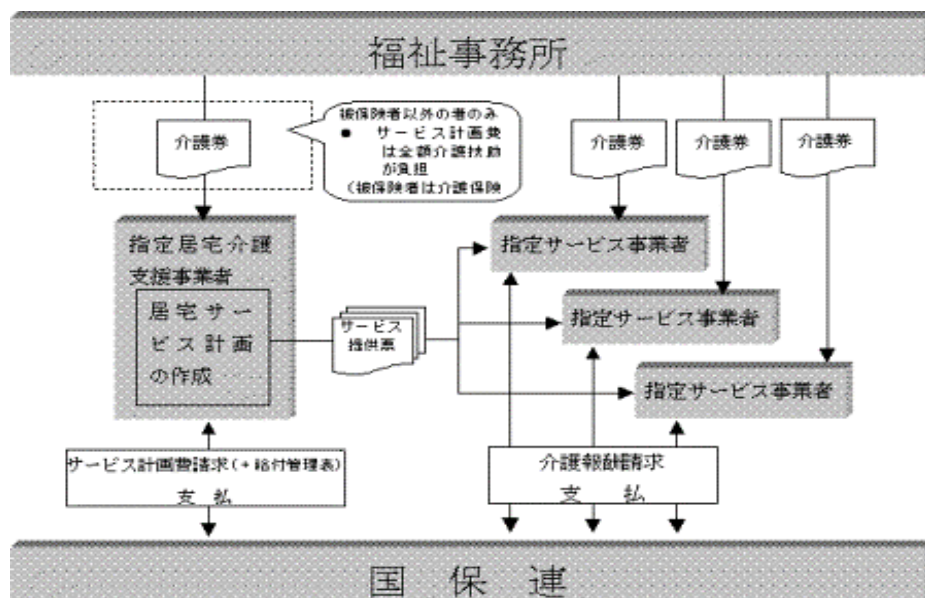 福祉事務所
介護券
被保険者以外の者のみ
● サービス計画費
は全額介護扶助
が負担
（被保険者は介護保険
介護券
介護券
介護券
指定居宅介護
支援事業者
居宅サー
ビス計画
の作成
サービス
提供票
指定サービス事業者
指定サービス事業者
指定サービス事業者
サービス計画費請求(+給付管理表)
支払
介護報酬請求
支払
国保連